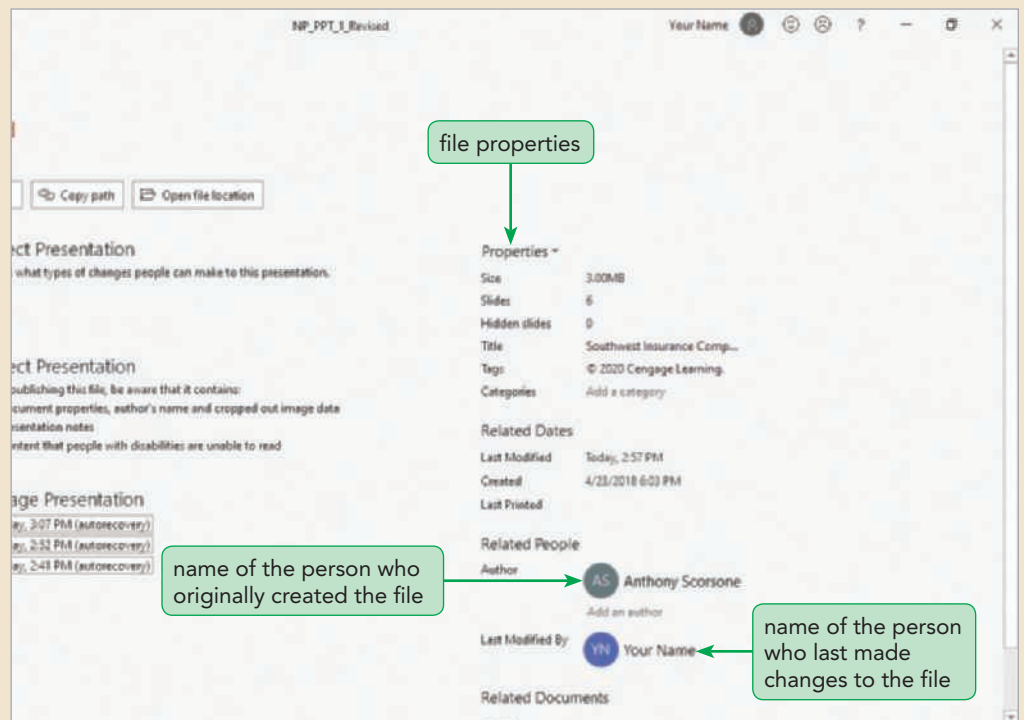 NP_PPT_1_Revised
Your Name
?
file properties
Copy path
Open file location
ect Presentation
what types of changes people can make to this presentation.
Properties
Size 3.00MB
Slides 6
Hidden slides 0
Title Southwest Insurance Comp...
Tags © 2020 Cengage Learning.
Categories Add a category
ect Presentation
publishing this file, be aware that it contains:
cument properties, author's name and cropped out image data
sentation notes
ntent that people with disabilities are unable to read
Related Dates
Last Modified Today, 2:57 PM
Created 4/23/2018 6:03 PM
Last Printed
age Presentation
ay, 3:07 PM (autorecovery)
ay, 2:52 PM (autorecovery)
ay, 2:41 PM (autorecovery)
Related People
name of the person who
originally created the file
Author AS Anthony Scorsone
Add an author
Last Modified By YN Your Name
name of the person
who last made
changes to the file
Related Documents